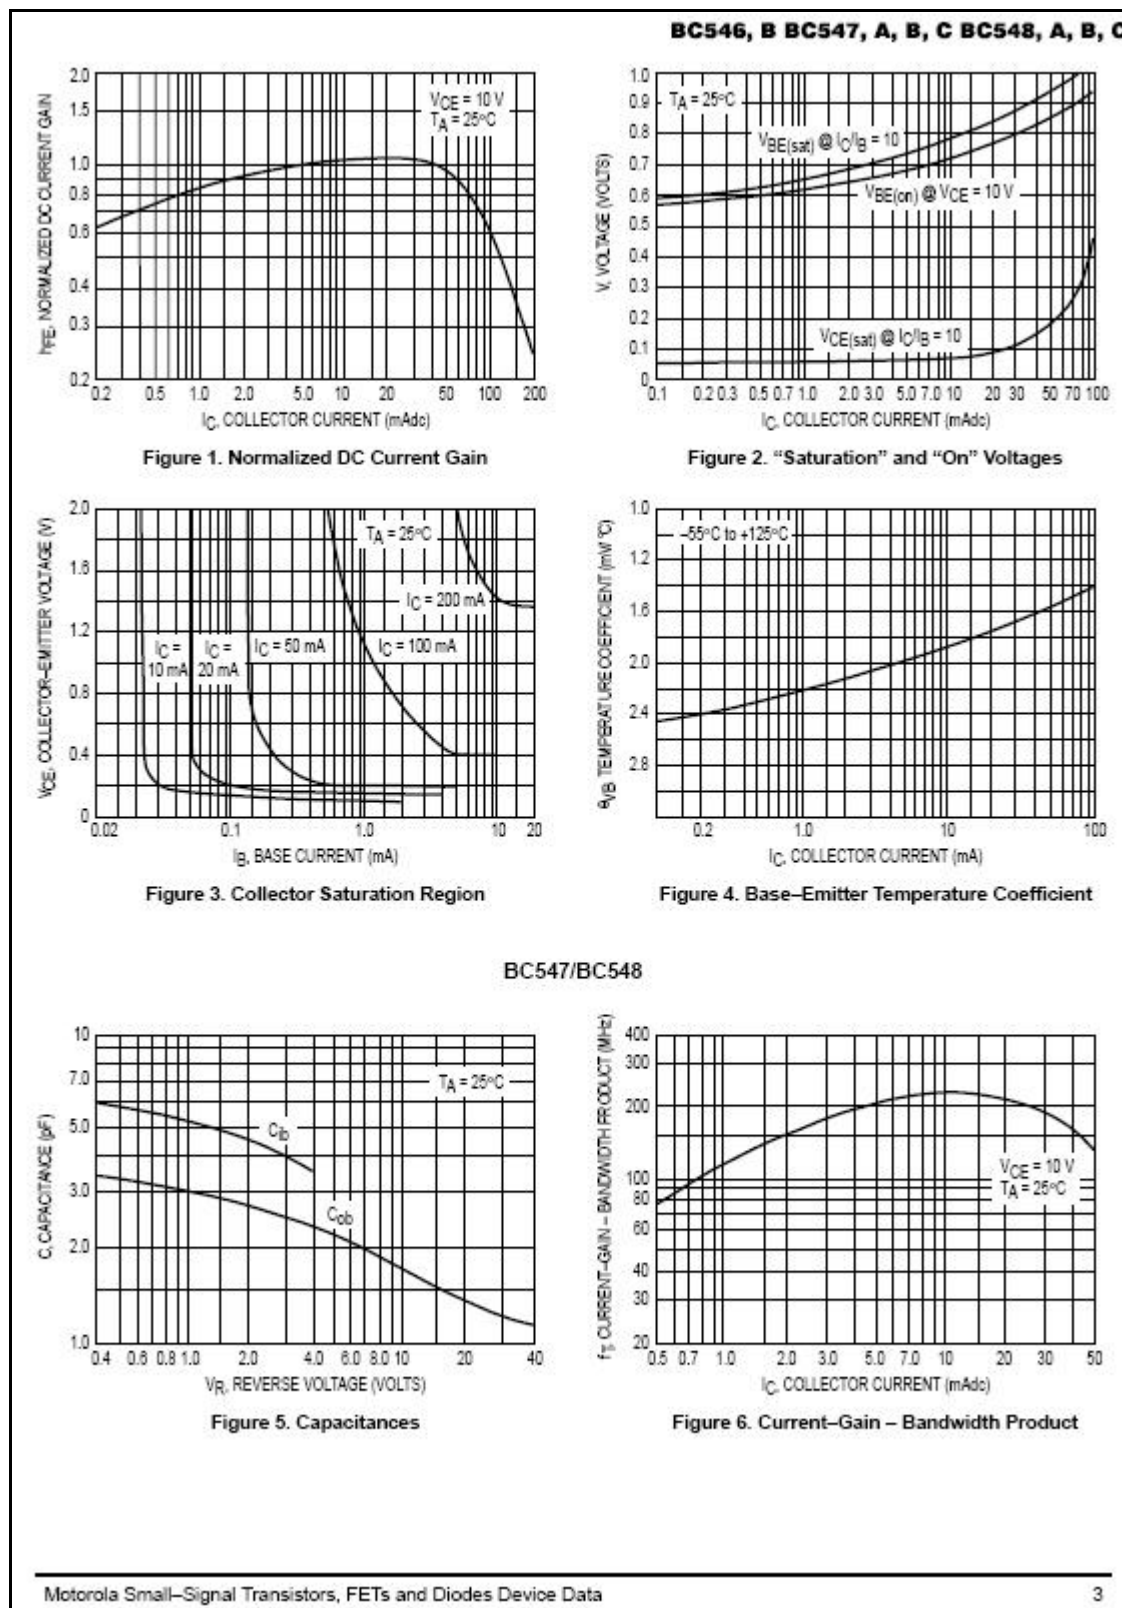 BC546, B BC547, A, B, C BC548, A, B, C
hFE, NORMALIZED DC CURRENT GAIN
2.0
1.5
1.0
0.8
0.6
0.4
0.3
0.2
VCE = 10 V
TA = 25°C
0.2 0.5 1.0 2.0 5.0 10 20 50 100 200
IC, COLLECTOR CURRENT (mAdc)
Figure 1. Normalized DC Current Gain
V, VOLTAGE (VOLTS)
1.0
0.9
0.8
0.7
0.6
0.5
0.4
0.3
0.2
0.1
0
TA = 25°C
VBE(sat) @ IC/IB = 10
VBE(on) @ VCE = 10 V
VCE(sat) @ IC/IB = 10
0.1 0.2 0.3 0.5 0.7 1.0 2.0 3.0 5.0 7.0 10 20 30 50 70 100
IC, COLLECTOR CURRENT (mAdc)
Figure 2. “Saturation” and “On” Voltages
VCE, COLLECTOR–EMITTER VOLTAGE (V)
2.0
1.6
1.2
0.8
0.4
0
TA = 25°C
IC = 200 mA
IC =
10 mA
IC =
20 mA
IC = 50 mA
IC = 100 mA
0.02 0.1 1.0 10 20
IB, BASE CURRENT (mA)
Figure 3. Collector Saturation Region
θVB, TEMPERATURE COEFFICIENT (mV/°C)
1.0
1.2
1.6
2.0
2.4
2.8
–55°C to +125°C
0.2 1.0 10 100
IC, COLLECTOR CURRENT (mA)
Figure 4. Base–Emitter Temperature Coefficient
BC547/BC548
C, CAPACITANCE (pF)
10
7.0
5.0
3.0
2.0
1.0
TA = 25°C
Cib
Cob
0.4 0.6 0.8 1.0 2.0 4.0 6.0 8.0 10 20 40
VR, REVERSE VOLTAGE (VOLTS)
Figure 5. Capacitances
fT, CURRENT–GAIN – BANDWIDTH PRODUCT (MHz)
400
300
200
100
80
60
40
30
20
VCE = 10 V
TA = 25°C
0.5 0.7 1.0 2.0 3.0 5.0 7.0 10 20 30 50
IC, COLLECTOR CURRENT (mAdc)
Figure 6. Current–Gain – Bandwidth Product
Motorola Small–Signal Transistors, FETs and Diodes Device Data 3